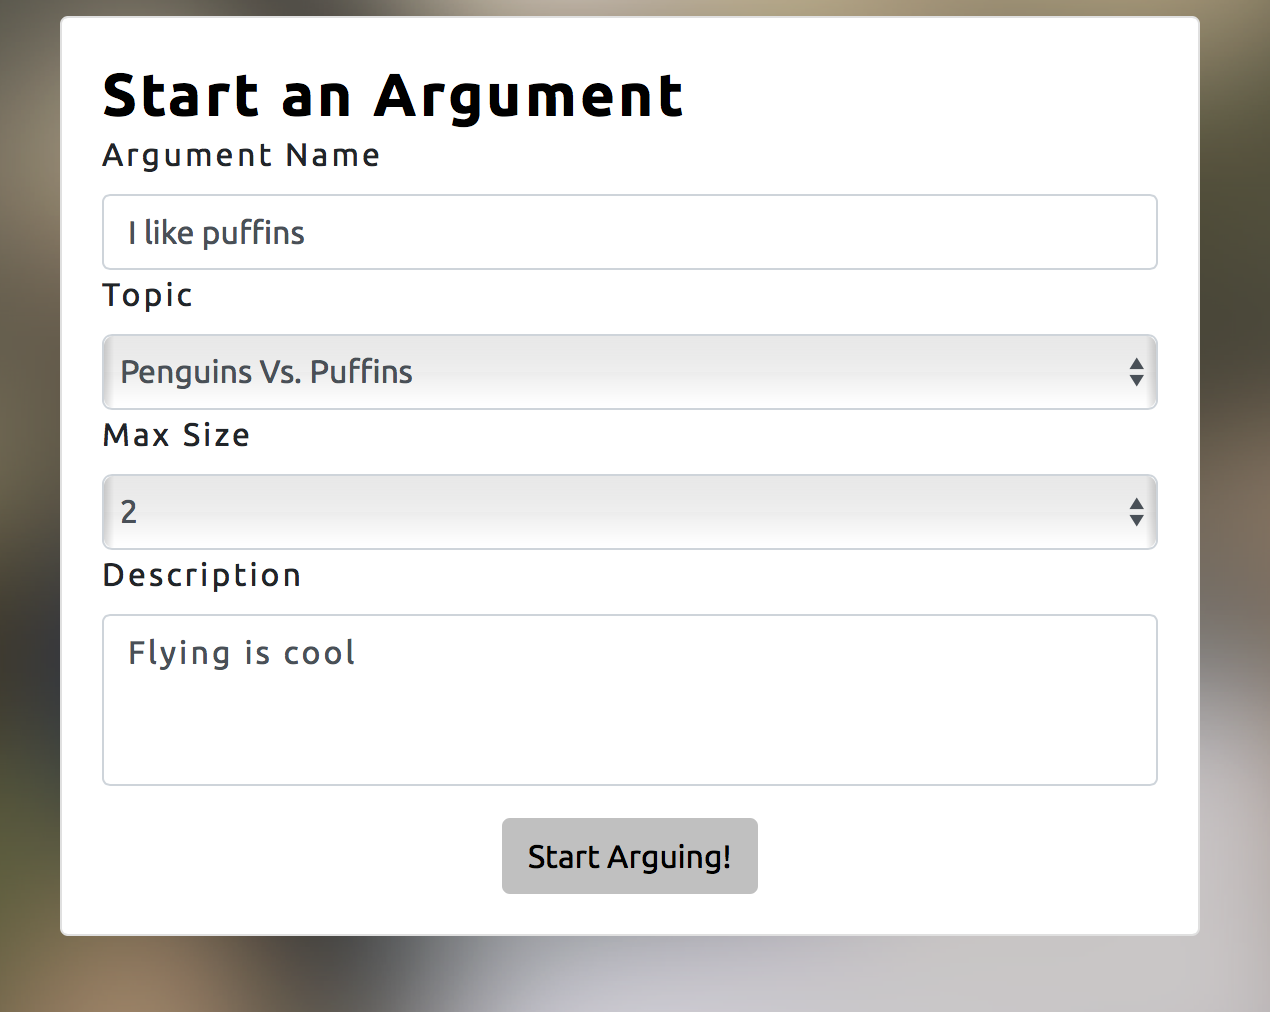 Start an Argument
Argument Name
I like puffins
Topic
Penguins Vs. Puffins
Max Size
2
Description
Flying is cool
Start Arguing!